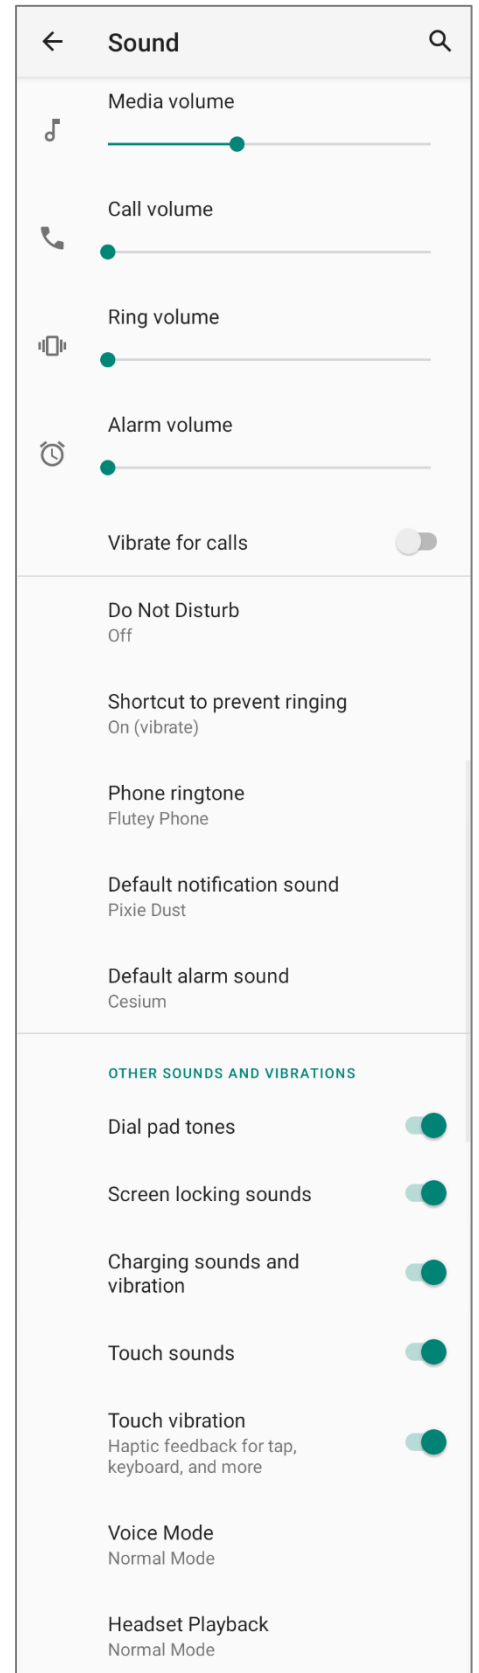 Sound
Media volume
Call volume
Ring volume
Alarm volume
Vibrate for calls
Do Not Disturb
Off
Shortcut to prevent ringing
On (vibrate)
Phone ringtone
Flutey Phone
Default notification sound
Pixie Dust
Default alarm sound
Cesium
OTHER SOUNDS AND VIBRATIONS
Dial pad tones
Screen locking sounds
Charging sounds and
vibration
Touch sounds
Touch vibration
Haptic feedback for tap,
keyboard, and more
Voice Mode
Normal Mode
Headset Playback
Normal Mode